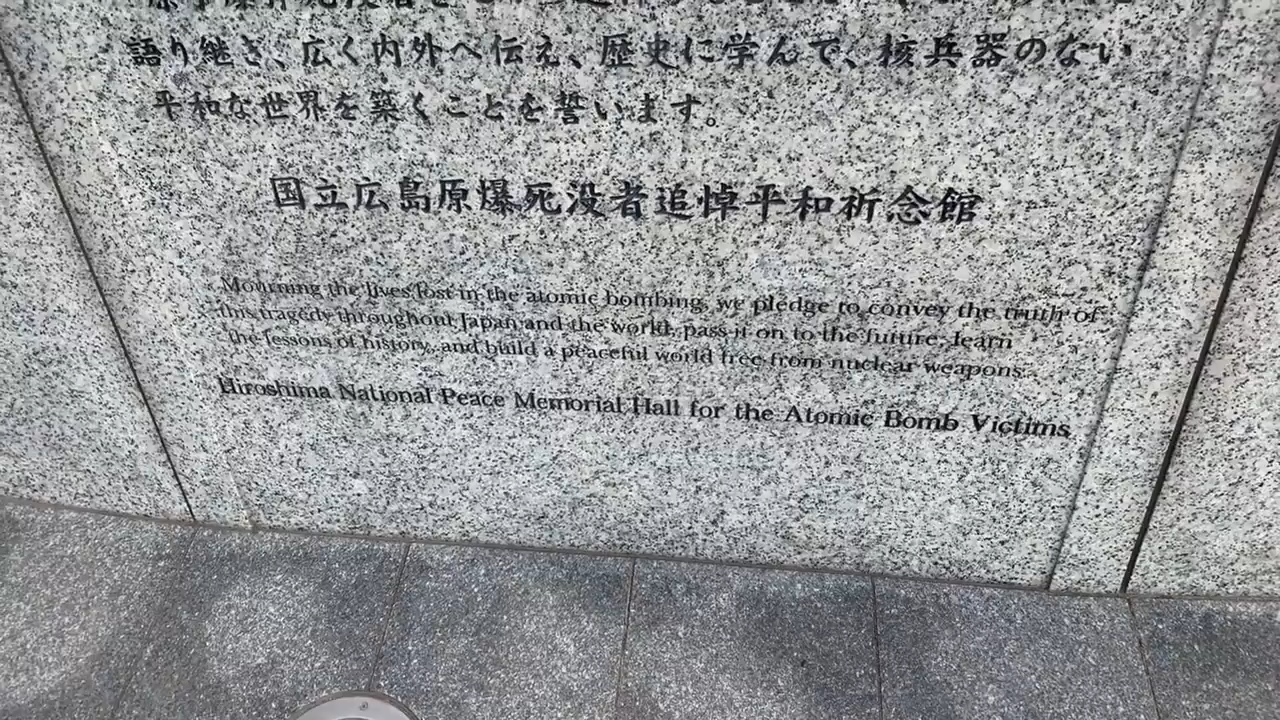 語り継ぎ、広く内外へ伝え、歴史に学んで、核兵器のない
平和な世界を築くことを誓います。
国立広島原爆死没者追悼平和祈念館
Mourning the lives lost in the atomic bombing, we pledge to convey the truth of
this tragedy throughout Japan and the world, pass it on to the future, learn
the lessons of history, and build a peaceful world free from nuclear weapons.
Hiroshima National Peace Memorial Hall for the Atomic Bomb Victims